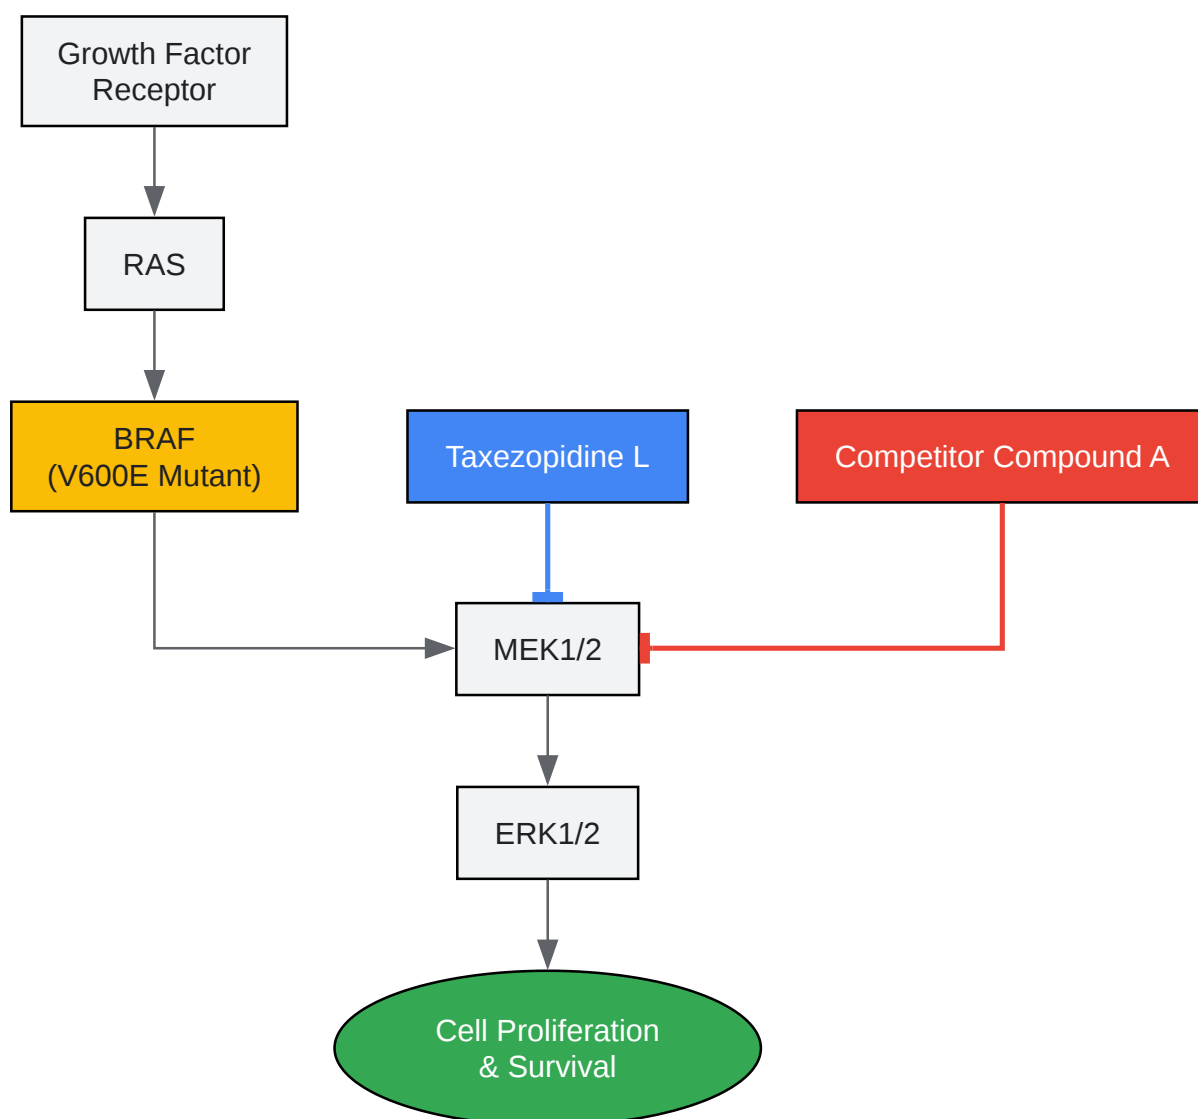 Growth Factor
Receptor
RAS
BRAF
(V600E Mutant)
Taxezopidine L
Competitor Compound A
MEK1/2
ERK1/2
Cell Proliferation
& Survival